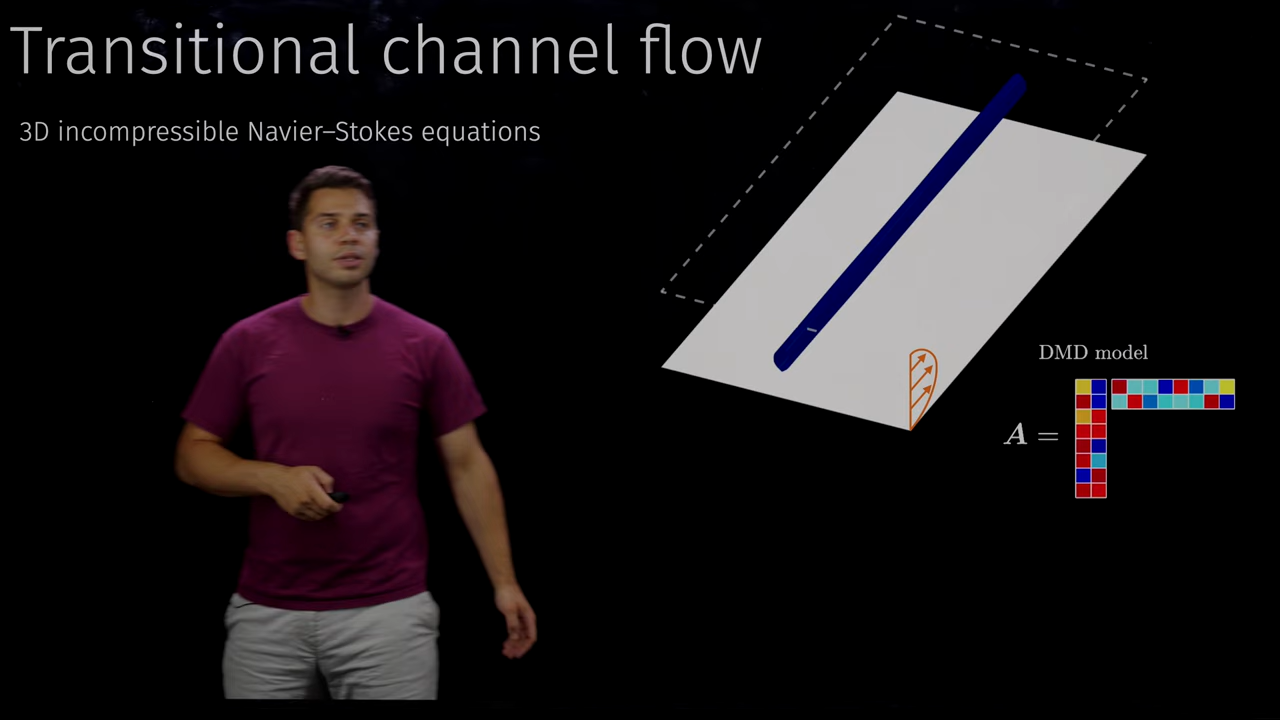 Transitional channel flow
3D incompressible Navier–Stokes equations
DMD model
A =